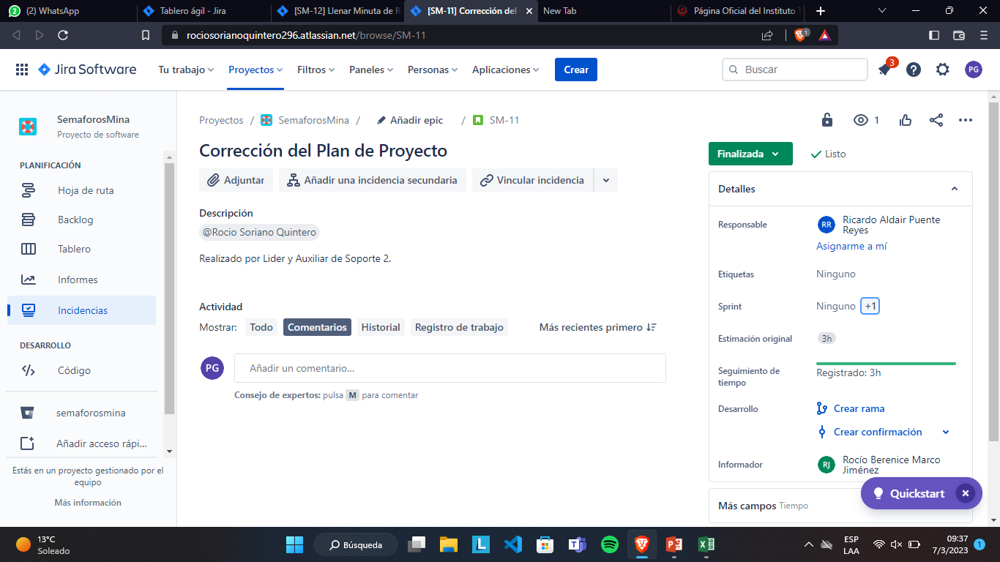 (2) WhatsApp
Tablero ágil - Jira
[SM-12] Llenar Minuta de R
[SM-11] Corrección del
New Tab
Página Oficial del Instituto T
rociosorianoquintero296.atlassian.net/browse/SM-11
1
Jira Software
Tu trabajo
Proyectos
Filtros
Paneles
Personas
Aplicaciones
Crear
Buscar
3
PG
SemaforosMina
Proyecto de software
PLANIFICACIÓN
Hoja de ruta
Backlog
Tablero
Informes
Incidencias
DESARROLLO
Código
semaforosmina
Añadir acceso rápi...
Estás en un proyecto gestionado por el
equipo
Más información
Proyectos / SemaforosMina / Añadir epic / SM-11
1
Corrección del Plan de Proyecto
Adjuntar
Añadir una incidencia secundaria
Vincular incidencia
Descripción
@Rocio Soriano Quintero
Realizado por Lider y Auxiliar de Soporte 2.
Actividad
Mostrar: Todo Comentarios Historial Registro de trabajo Más recientes primero
PG
Añadir un comentario...
Consejo de expertos: pulsa M para comentar
Finalizada
Listo
Detalles
Responsable
RR
Ricardo Aldair Puente
Reyes
Asignarme a mí
Etiquetas
Ninguno
Sprint
Ninguno +1
Estimación original
3h
Seguimiento de
tiempo
Registrado: 3h
Desarrollo
Crear rama
Crear confirmación
Informador
RJ
Rocío Berenice Marco
Jiménez
Quickstart
Más campos Tiempo
13°C
Soleado
Búsqueda
ESP
LAA
09:37
7/3/2023
1